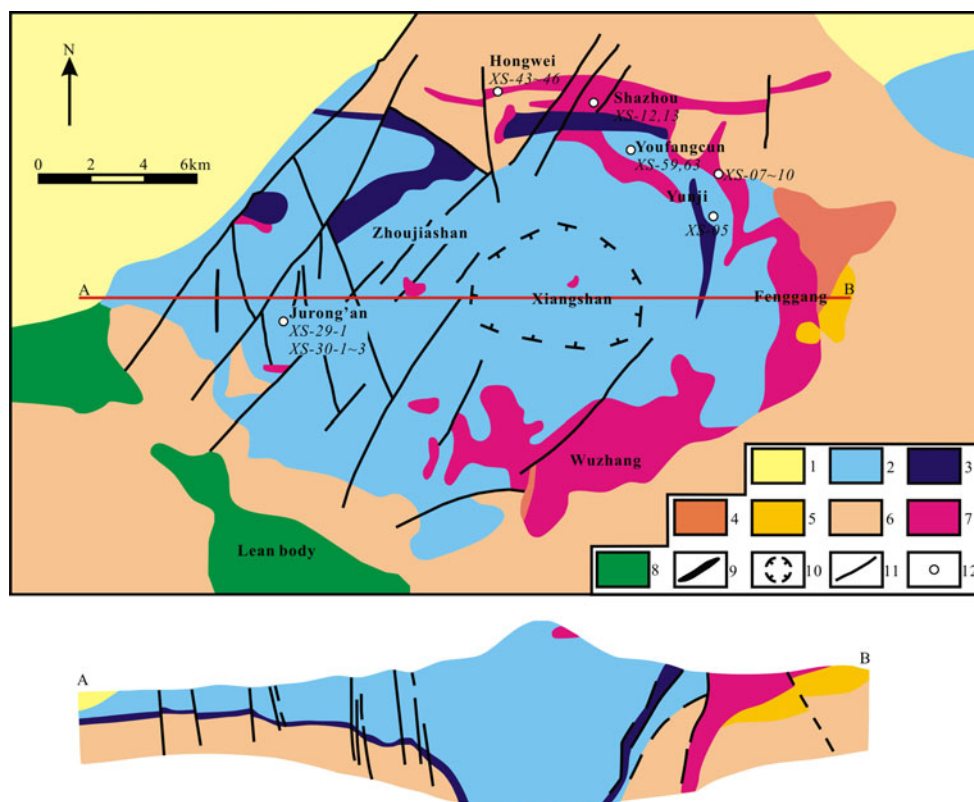 N
0 2 4 6km
Hongwei
XS-43~46
Shazhou
XS-12,13
Youfangcun
XS-59,63
XS-07~10
Yunji
XS-05
Zhoujiashan
A
B
Xiangshan
Fenggang
Jurong'an
XS-29-1
XS-30-1~3
Wuzhang
Lean body
1 2 3
4 5 6 7
8 9 10 11 12
A
B